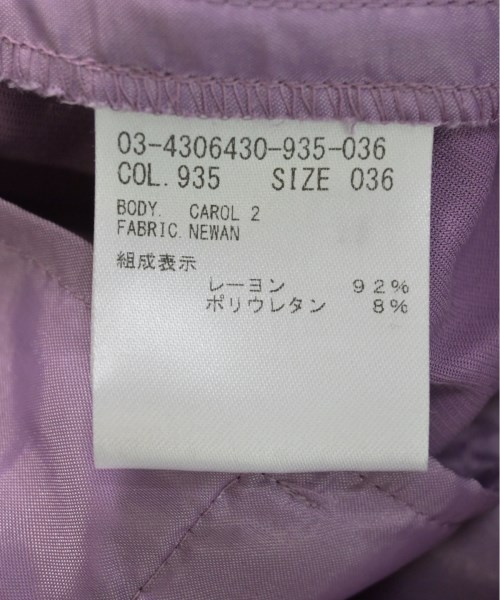 03-4306430-935-036
COL.935 SIZE 036
BODY. CAROL 2
FABRIC.NEWAN
組成表示
レーヨン 92%
ポリウレタン 8%